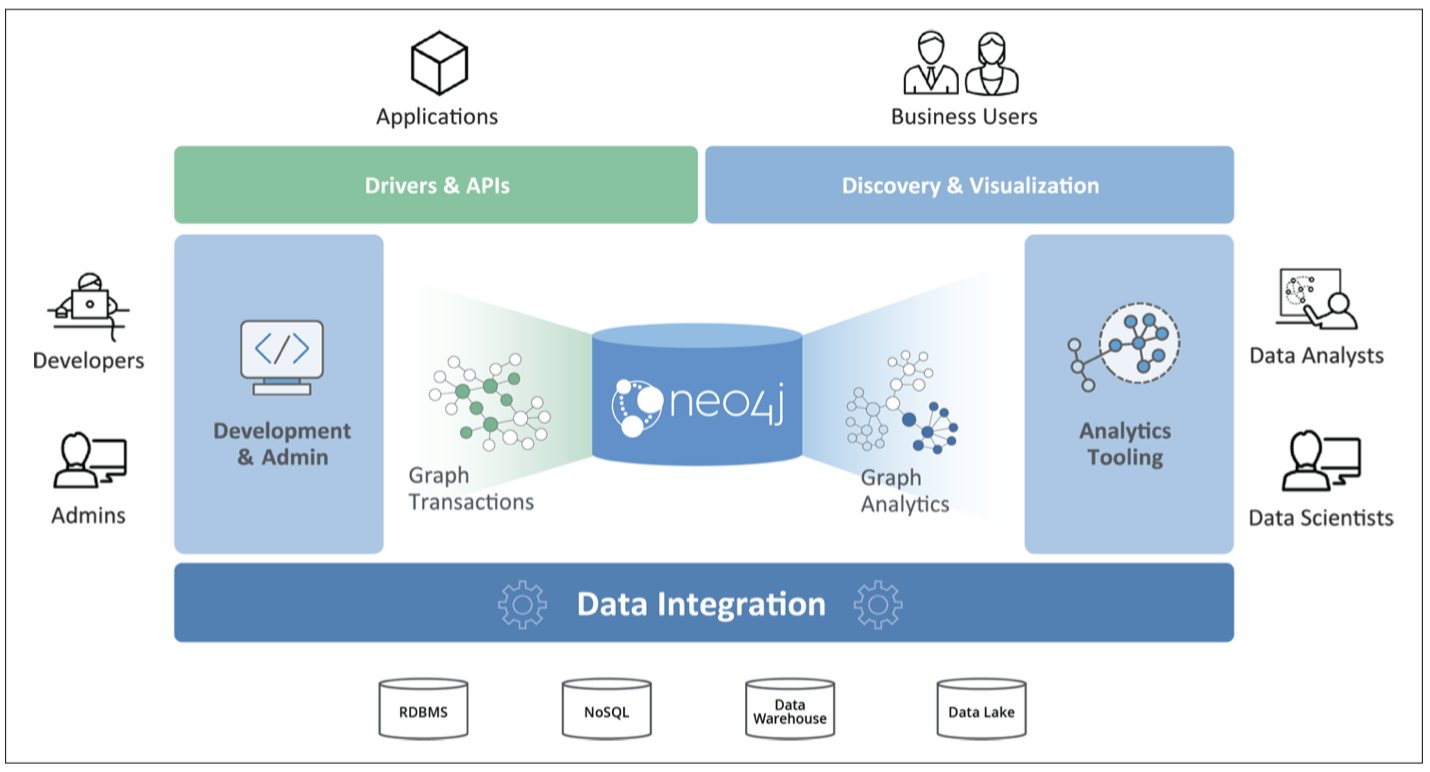 Applications
Business Users
Drivers & APIs
Discovery & Visualization
Developers
Admins
</>
Development
& Admin
Graph
Transactions
neo4j
Graph
Analytics
Analytics
Tooling
Data Analysts
Data Scientists
Data Integration
RDBMS
NoSQL
Data
Warehouse
Data Lake